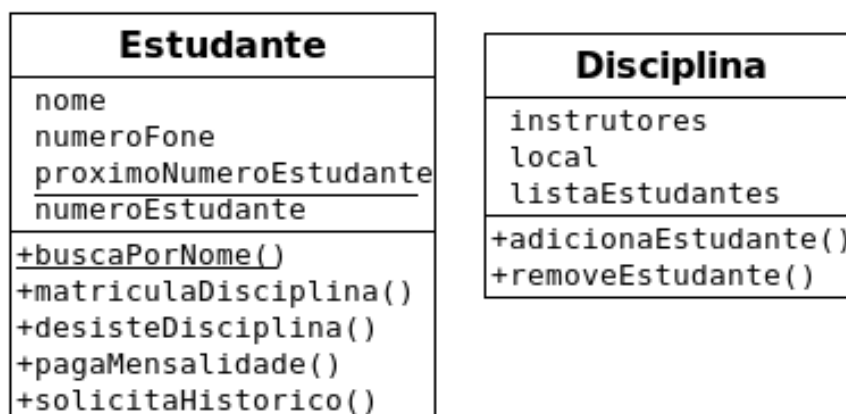 Estudante
nome
numeroFone
proximoNumeroEstudante
numeroEstudante
+buscaPorNome()
+matriculaDisciplina()
+desisteDisciplina()
+pagaMensalidade()
+solicitaHistorico()
Disciplina
instrutores
local
listaEstudantes
+adicionaEstudante()
+removeEstudante()